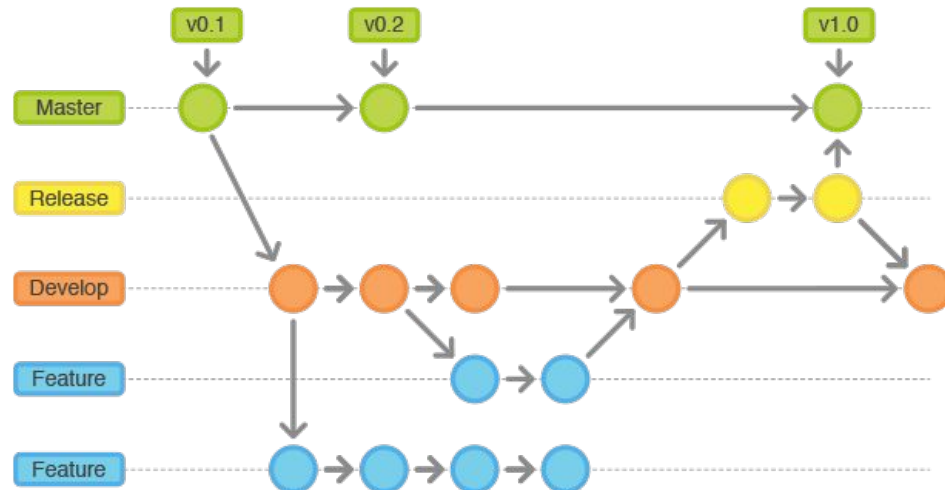 v0.1
v0.2
v1.0
Master
Release
Develop
Feature
Feature